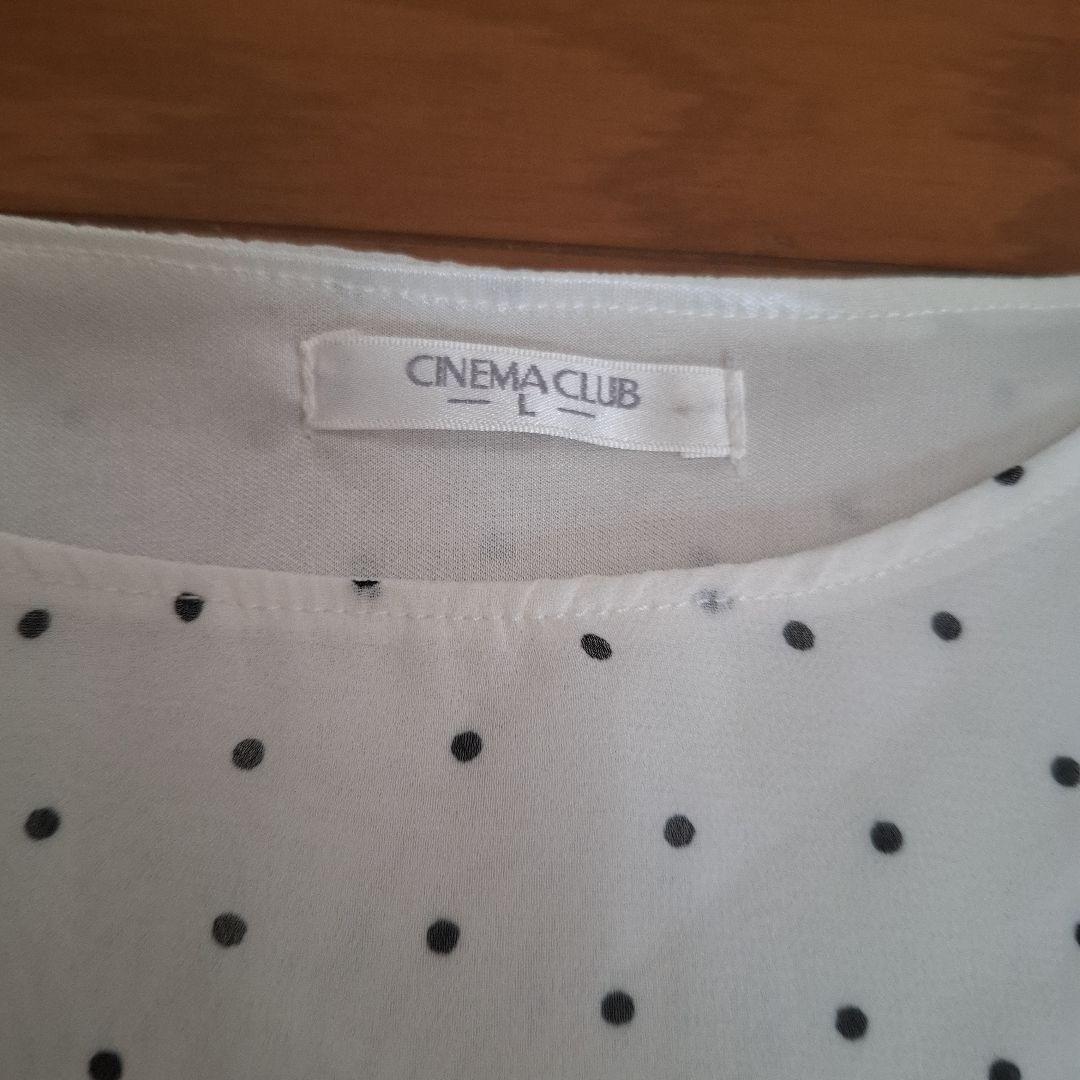 CINEMA CLUB
— L —